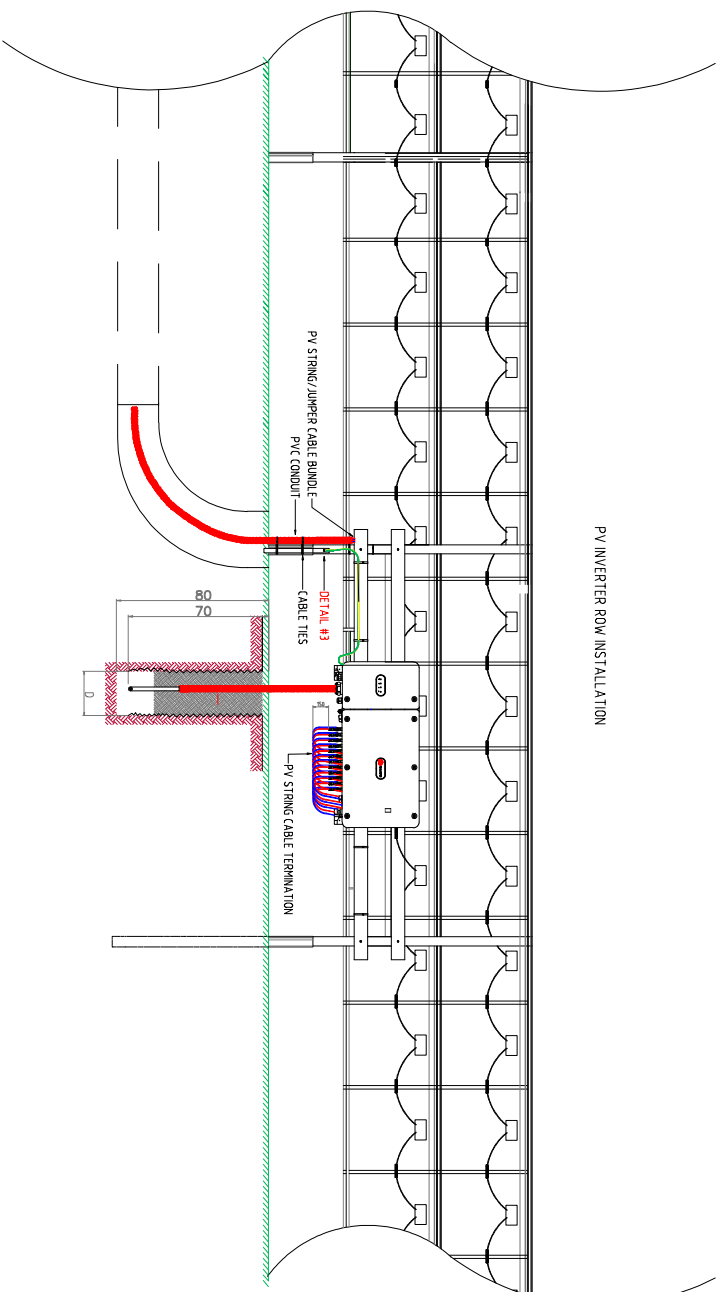 PV INVERTER ROW INSTALLATION
PV STRING/JUMPER CABLE BUNDLE
PVC CONDUIT
DETAIL #3
CABLE TIES
PV STRING CABLE TERMINATION
150
80
70
D